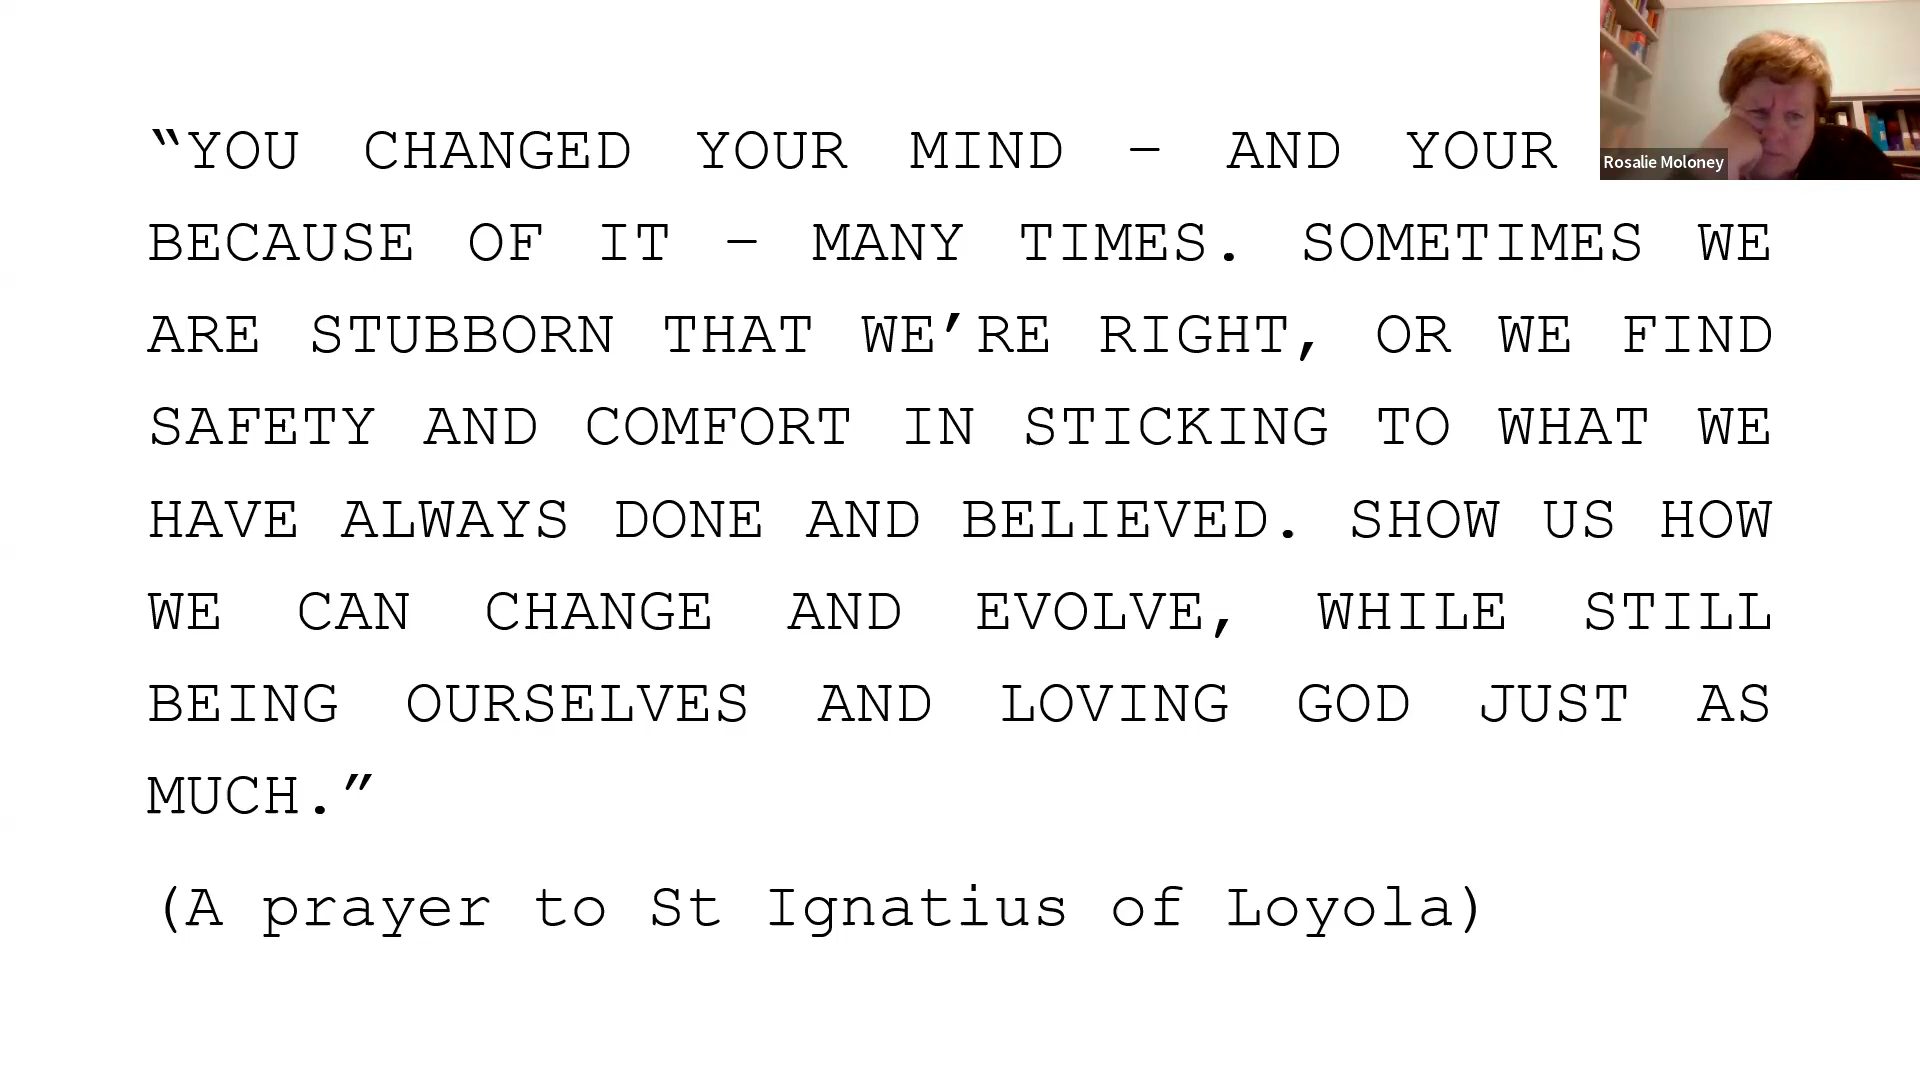 “YOU CHANGED YOUR MIND – AND YOUR
BECAUSE OF IT – MANY TIMES. SOMETIMES WE
ARE STUBBORN THAT WE’RE RIGHT, OR WE FIND
SAFETY AND COMFORT IN STICKING TO WHAT WE
HAVE ALWAYS DONE AND BELIEVED. SHOW US HOW
WE CAN CHANGE AND EVOLVE, WHILE STILL
BEING OURSELVES AND LOVING GOD JUST AS
MUCH.”
(A prayer to St Ignatius of Loyola)
Rosalie Moloney